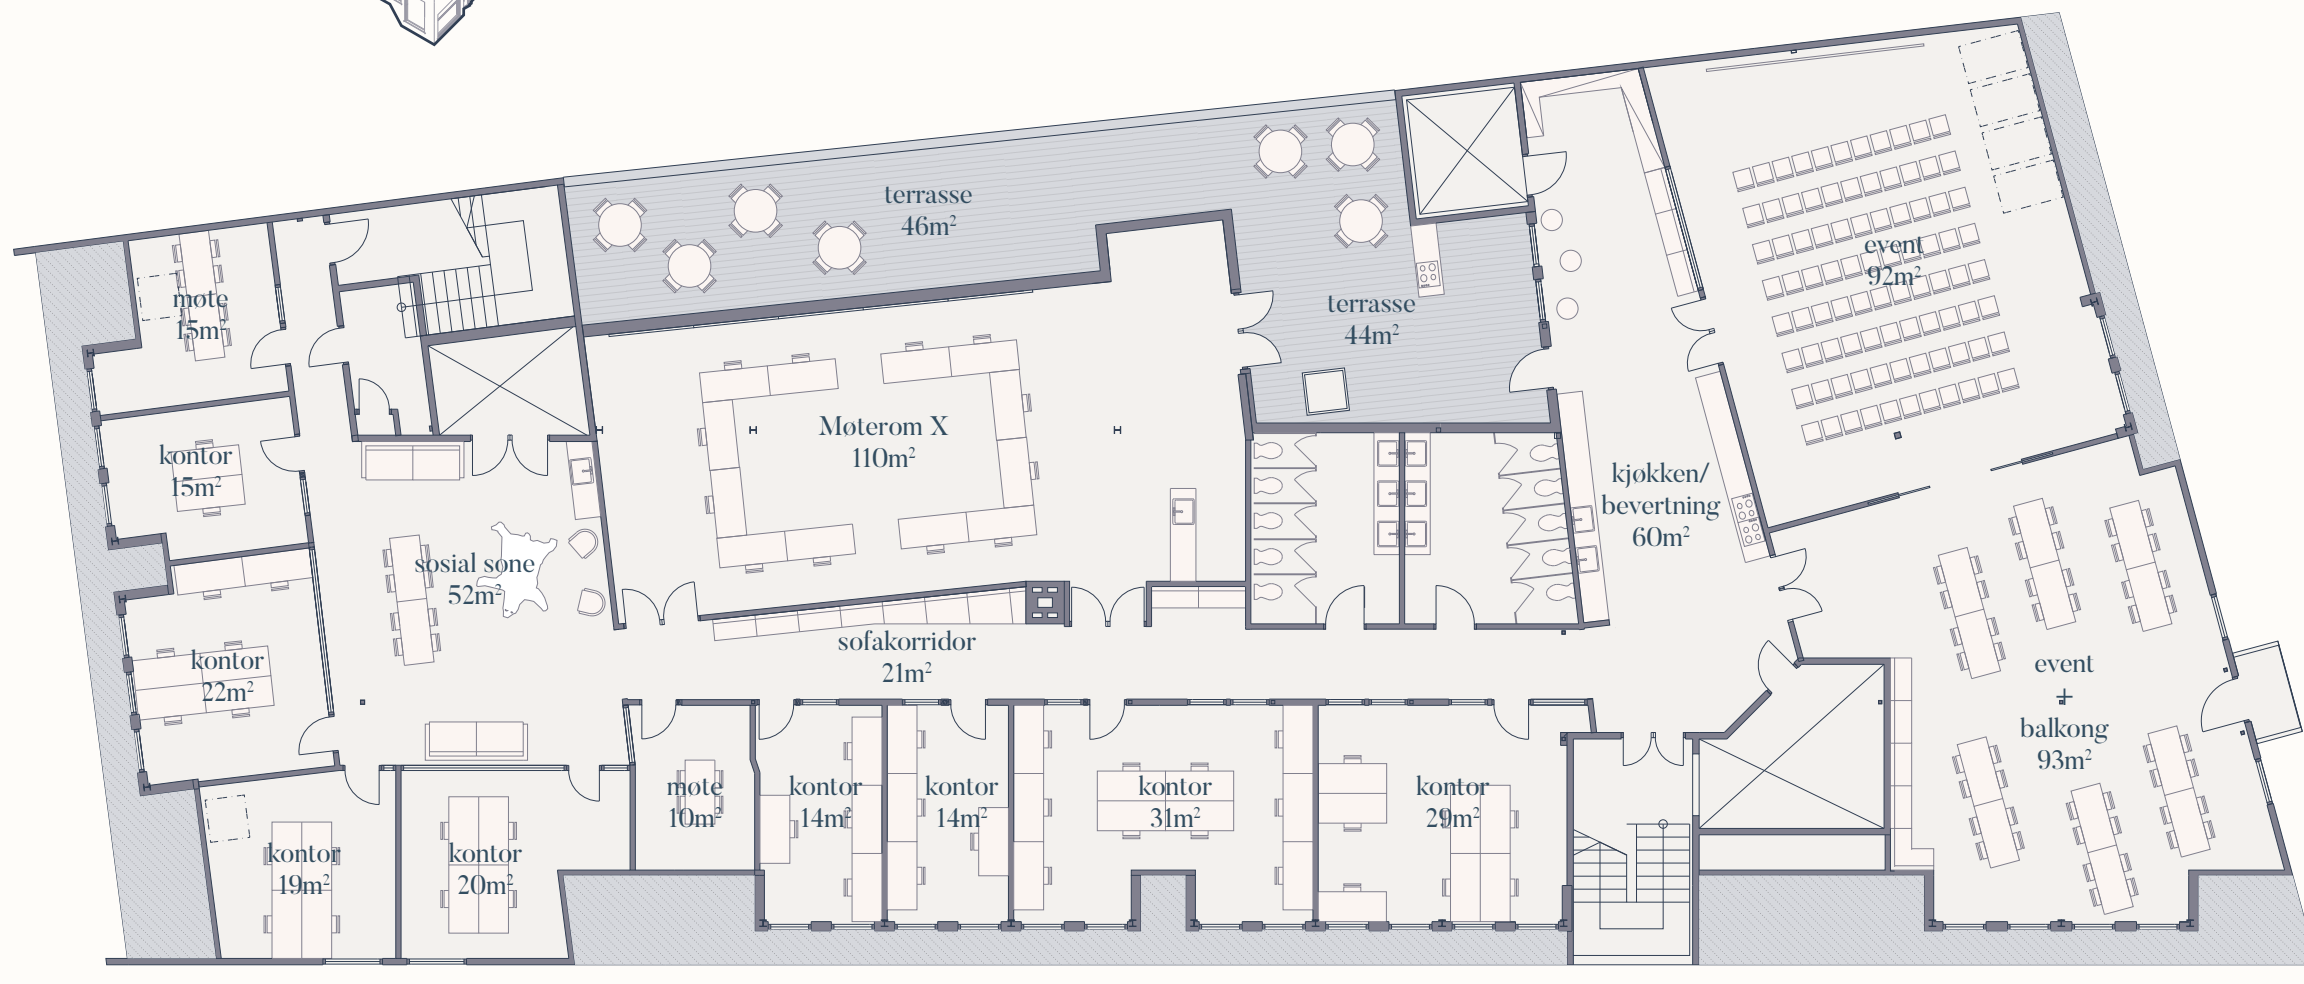 terrasse
46m²
event
92m²
møte
15m²
terrasse
44m²
Møterom X
110m²
kontor
15m²
kjøkken/
bevertning
60m²
sosial sone
52m²
sofakorridor
21m²
kontor
22m²
event
+
balkong
93m²
møte
10m²
kontor
14m²
kontor
14m²
kontor
31m²
kontor
29m²
kontor
19m²
kontor
20m²